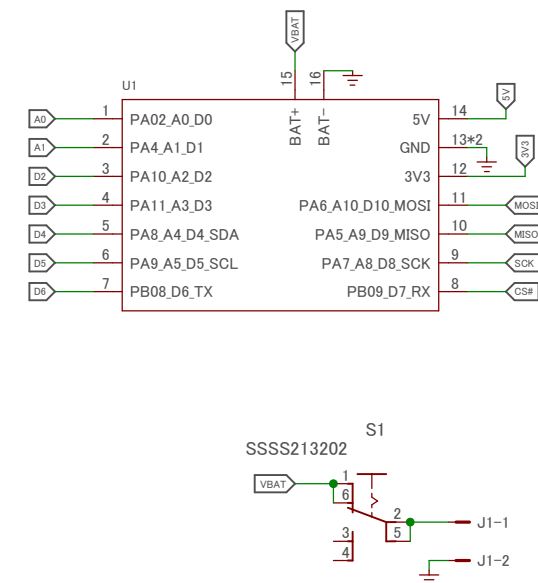 VBAT
U1
15
16
BAT+
BAT-
A0 1 PA02_A0_D0
A1 2 PA4_A1_D1
D2 3 PA10_A2_D2
D3 4 PA11_A3_D3
D4 5 PA8_A4_D4_SDA
D5 6 PA9_A5_D5_SCL
D6 7 PB08_D6_TX
5V 14 5V
GND 13*2
3V3 12 3V3
PA6_A10_D10_MOSI 11 MOSI
PA5_A9_D9_MISO 10 MISO
PA7_A8_D8_SCK 9 SCK
PB09_D7_RX 8 CS#
S1
SSSS213202
VBAT
1
6
2
5
3
4
J1-1
J1-2